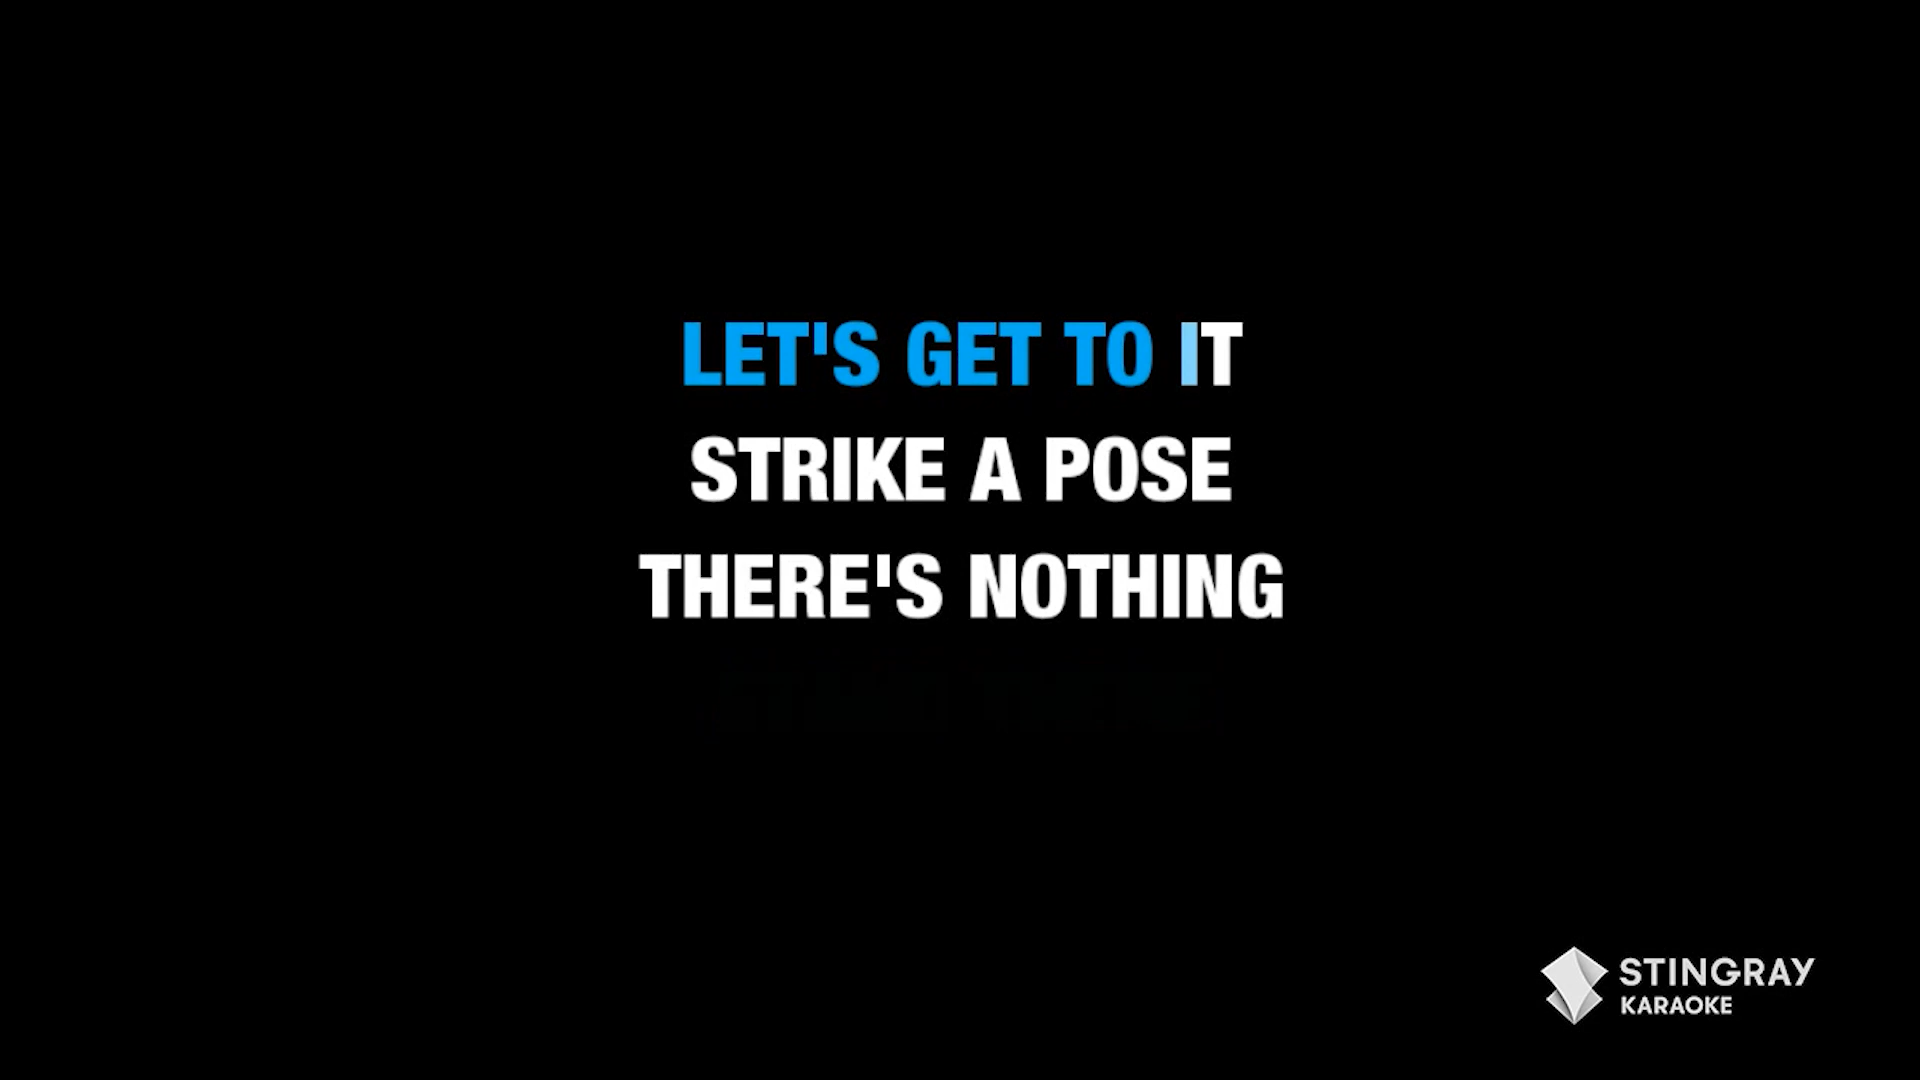 LET'S GET TO IT
STRIKE A POSE
THERE'S NOTHING
STINGRAY
KARAOKE